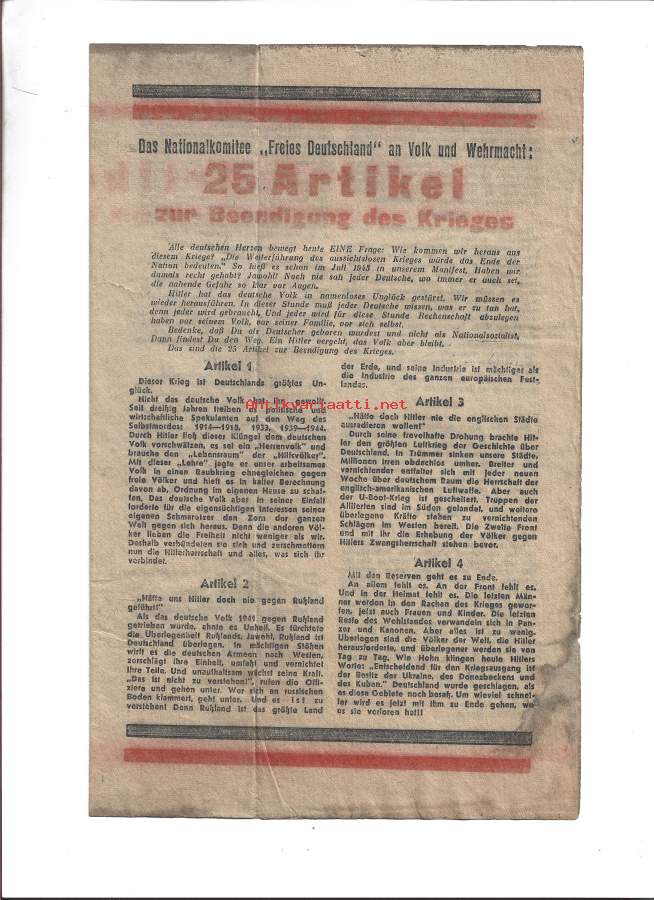 Das Nationalkomitee „Freies Deutschland" an Volk und Wehrmacht:
25 Artikel
zur Beendigung des Krieges
Alle deutschen Herzen bewegt heute EINE Frage: Wie kommen wir heraus aus
diesem Kriege? „Die Weiterführung des aussichtslosen Krieges würde das Ende der
Nation bedeuten." So hieß es schon im Juli 1943 in unserem Manifest. Haben wir
damals recht gehabt? Jawohl! Noch nie sah jeder Deutsche, wo immer er auch sei,
die nahende Gefahr so klar vor Augen.
Hitler hat das deutsche Volk in namenloses Unglück gestürzt. Wir müssen es
wieder herausführen. In dieser Stunde muß jeder Deutsche wissen, was er zu tun hat,
denn jeder wird gebraucht. Und jeder wird für diese Stunde Rechenschaft abzulegen
haben vor seinem Volk, vor seiner Familie, vor sich selbst.
Bedenke, daß Du als Deutscher geboren wurdest und nicht als Nationalsozialist.
Dann findest Du den Weg. Ein Hitler vergeht, das Volk aber bleibt.
Das sind die 25 Artikel zur Beendigung des Krieges.
Artikel 1
Dieser Krieg ist Deutschlands größtes Un-
glück.
Nicht das deutsche Volk hat ihn gewollt.
Seit dreißig Jahren treiben politische und
wirtschaftliche Spekulanten auf den Weg des
Selbstmordes: 1914—1918, 1933, 1939—1944.
Durch Hitler ließ dieser Klüngel dem deutschen
Volk vorschwätzen, es sei ein „Herrenvolk" und
brauche den „Lebensraum" der „Hilfsvölker".
Mit dieser „Lehre" jagte er unser arbeitsames
Volk in einen Raubkrieg ohnegleichen gegen
freie Völker und hielt es in kalter Berechnung
davon ab, Ordnung im eigenen Hause zu schaf-
fen. Das deutsche Volk aber in seiner Einfalt
forderte für die eigensüchtigen Interessen seiner
eigenen Schmarotzer den Zorn der ganzen
Welt gegen sich heraus. Denn die anderen Völ-
ker lieben die Freiheit nicht weniger als wir.
Deshalb verbündeten sie sich und zerschmettern
nun die Hitlerherrschaft und alles, was sich ihr
verbindet.
Artikel 2
„Hätte uns Hitler doch nie gegen Rußland
geführt!"
Als das deutsche Volk 1941 gegen Rußland
getrieben wurde, ahnte es Unheil. Es fürchtete
die Überlegenheit Rußlands. Jawohl, Rußland ist
Deutschland überlegen. In mächtigen Stößen
wirft es die deutschen Armeen nach Westen,
zerschlägt ihre Einheit, umfaßt und vernichtet
ihre Teile. Und unaufhaltsam wächst seine Kraft.
„Das ist nicht zu verstehen!", rufen die Offi-
ziere und gehen unter. Wer sich an russischen
Boden klammert, geht unter. Und es ist zu
verstehen! Denn Rußland ist das größte Land
der Erde, und seine Industrie ist mächtiger als
die Industrie des ganzen europäischen Fest-
landes.
Artikel 3
„Hätte doch Hitler nie die englischen Städte
ausradieren wollen!"
Durch seine frevelhafte Drohung brachte Hit-
ler den größten Luftkrieg der Geschichte über
Deutschland. In Trümmer sinken unsere Städte.
Millionen irren obdachlos umher. Breiter und
vernichtender entfaltet sich mit jeder neuen
Woche über deutschem Raum die Herrschaft der
englisch-amerikanischen Luftwaffe. Aber auch
der U-Boot-Krieg ist gescheitert. Truppen der
Alliierten sind im Süden gelandet, und weitere
überlegene Kräfte stehen zu vernichtenden
Schlägen im Westen bereit. Die Zweite Front
und mit ihr die Erhebung der Völker gegen
Hitlers Zwangsherrschaft stehen bevor.
Artikel 4
Mit den Reserven geht es zu Ende.
An allem fehlt es. An der Front fehlt es.
Und in der Heimat fehlt es. Die letzten Män-
ner werden in den Rachen des Krieges gewor-
fen, jetzt auch Frauen und Kinder. Die letzten
Reste des Wohlstandes verwandeln sich in Pan-
zer und Kanonen. Aber alles ist zu wenig.
Überlegen sind die Völker der Welt, die Hitler
herausforderte, und überlegener werden sie von
Tag zu Tag. Wie Hohn klingen heute Hitlers
Worte: „Entscheidend für den Kriegsausgang ist
der Besitz der Ukraine, des Donezbeckens und
des Kuban." Deutschland wurde geschlagen, als
es diese Gebiete noch besaß. Um wieviel schnel-
ler wird es jetzt mit ihm zu Ende gehen, wo
es sie verloren hat!
Antikvariaatti.net